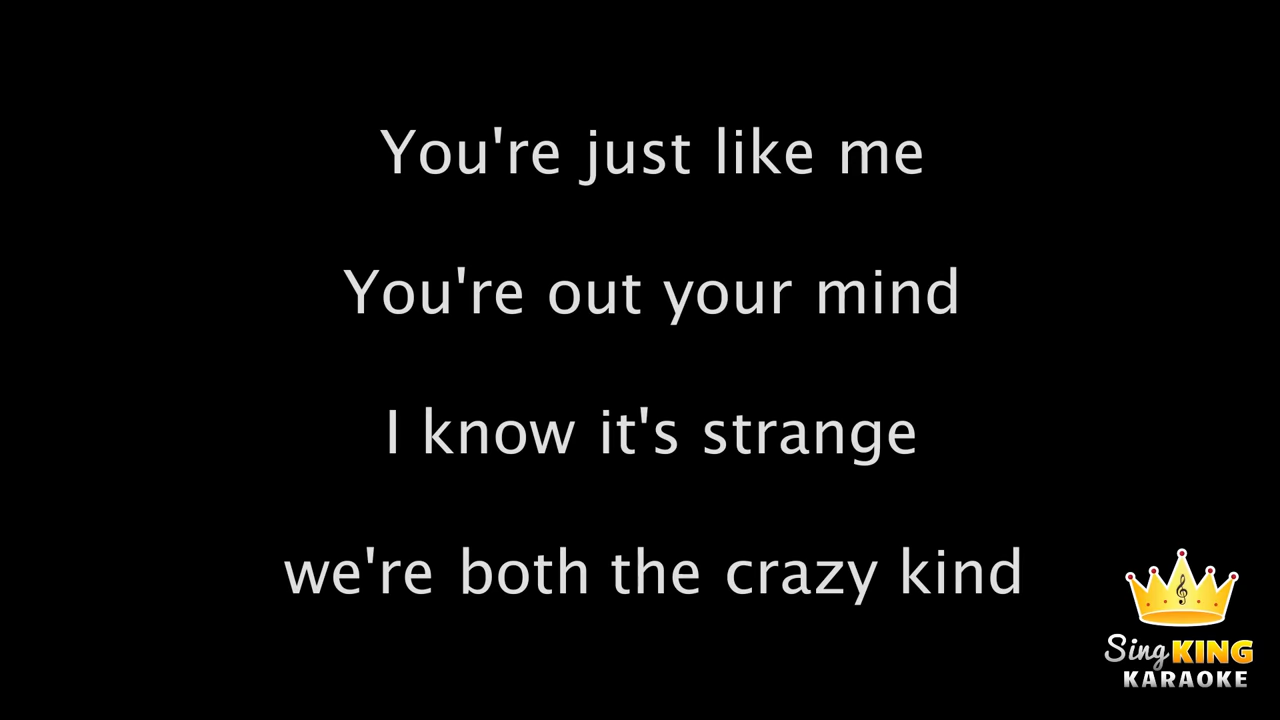 You're just like me
You're out your mind
I know it's strange
we're both the crazy kind
Sing KING
KARAOKE